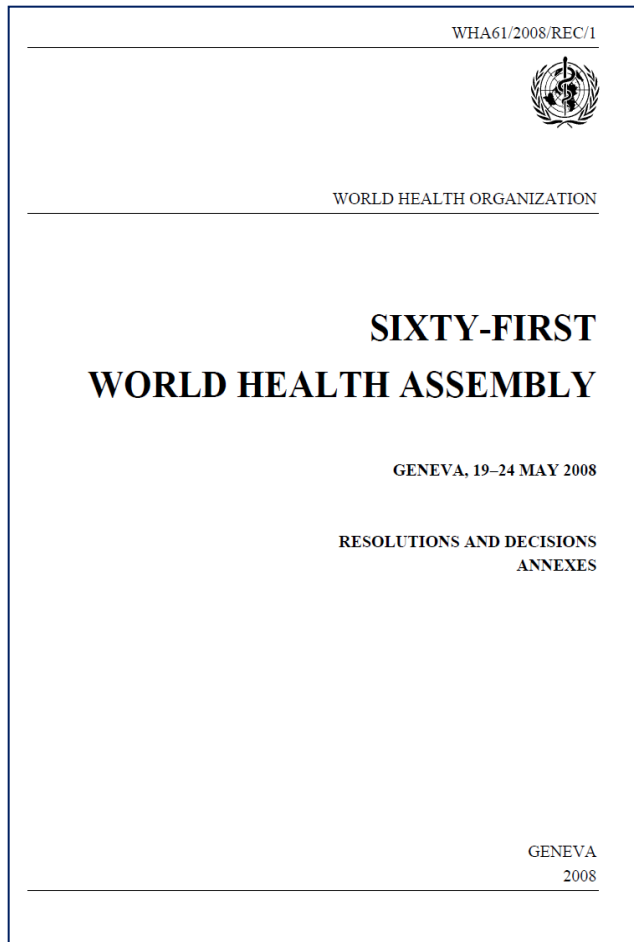 WHA61/2008/REC/1
WORLD HEALTH ORGANIZATION
SIXTY-FIRST
WORLD HEALTH ASSEMBLY
GENEVA, 19–24 MAY 2008
RESOLUTIONS AND DECISIONS
ANNEXES
GENEVA
2008